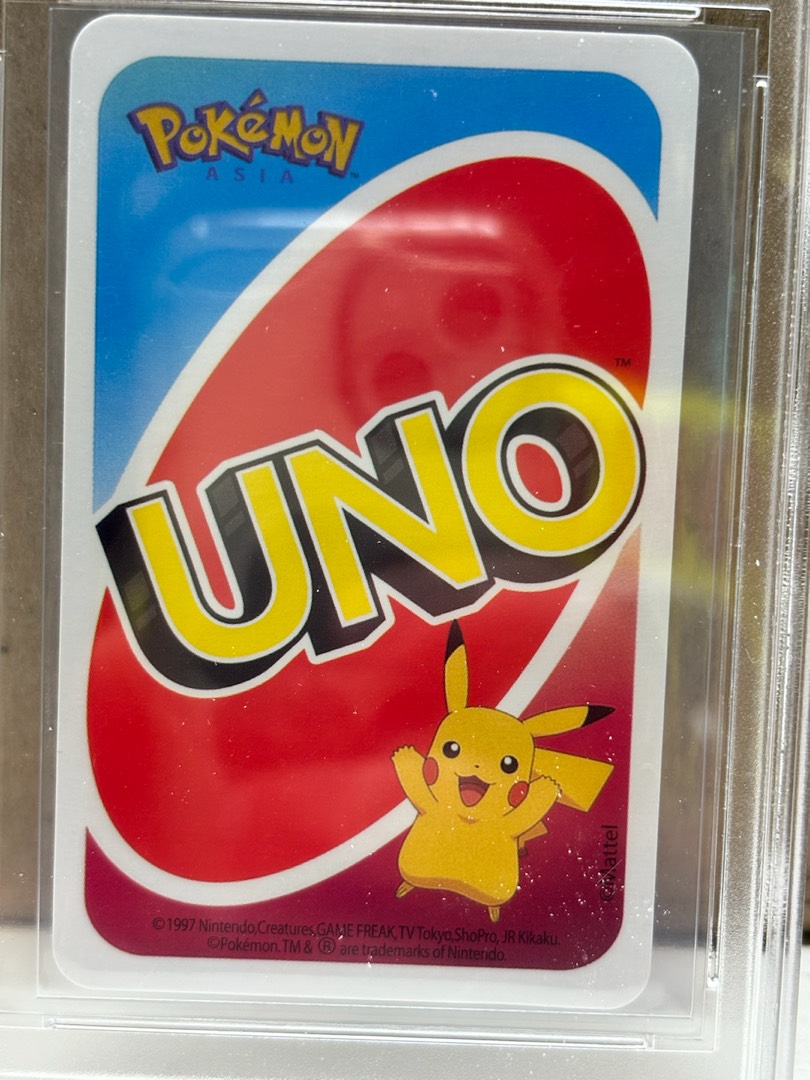 POKéMON
ASIA
TM
TM
UNO
©Mattel
©1997 Nintendo,Creatures,GAME FREAK,TV Tokyo,ShoPro, JR Kikaku.
©Pokémon.TM & ® are trademarks of Nintendo.